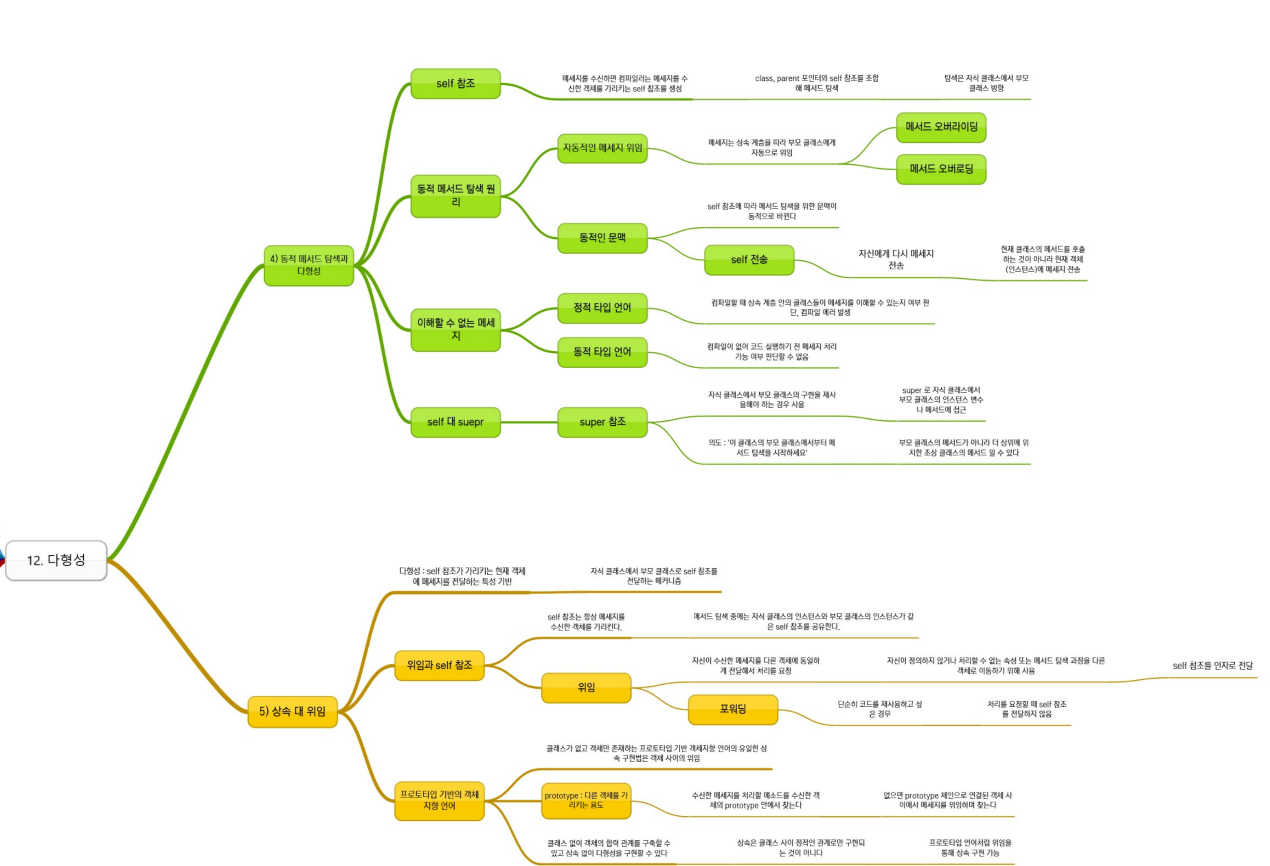 12. 다형성
4) 동적 메서드 탐색과
다형성
self 참조
메세지를 수신하면 컴파일러는 메세지를 수
신한 객체를 가리키는 self 참조를 생성
class, parent 포인터와 self 참조를 조합
해 메서드 탐색
탐색은 자식 클래스에서 부모
클래스 방향
동적 메서드 탐색 원
리
자동적인 메세지 위임
메세지는 상속 계층을 따라 부모 클래스에게
자동으로 위임
메서드 오버라이딩
메서드 오버로딩
동적인 문맥
self 참조에 따라 메서드 탐색을 위한 문맥이
동적으로 바뀐다
self 전송
자신에게 다시 메세지
전송
현재 클래스의 메서드를 호출
하는 것이 아니라 현재 객체
(인스턴스)에 메세지 전송
이해할 수 없는 메세
지
정적 타입 언어
컴파일할 때 상속 계층 안의 클래스들이 메세지를 이해할 수 있는지 여부 판
단, 컴파일 에러 발생
동적 타입 언어
컴파일이 없어 코드 실행하기 전 메세지 처리
가능 여부 판단할 수 없음
self 대 suepr
super 참조
자식 클래스에서 부모 클래스의 구현을 재사
용해야 하는 경우 사용
super 로 자식 클래스에서
부모 클래스의 인스턴스 변수
나 메서드에 접근
의도 : '이 클래스의 부모 클래스에서부터 메
서드 탐색을 시작하세요'
부모 클래스의 메서드가 아니라 더 상위에 위
치한 조상 클래스의 메서드 일 수 있다
5) 상속 대 위임
다형성 : self 참조가 가리키는 현재 객체
에 메세지를 전달하는 특성 기반
자식 클래스에서 부모 클래스로 self 참조를
전달하는 메커니즘
위임과 self 참조
self 참조는 항상 메세지를
수신한 객체를 가리킨다.
메서드 탐색 중에는 자식 클래스의 인스턴스와 부모 클래스의 인스턴스가 같
은 self 참조를 공유한다.
위임
자신이 수신한 메세지를 다른 객체에 동일하
게 전달해서 처리를 요청
자신이 정의하지 않거나 처리할 수 없는 속성 또는 메서드 탐색 과정을 다른
객체로 이동하기 위해 사용
self 참조를 인자로 전달
포워딩
단순히 코드를 재사용하고 싶
은 경우
처리를 요청할 때 self 참조
를 전달하지 않음
프로토타입 기반의 객체
지향 언어
클래스가 없고 객체만 존재하는 프로토타입 기반 객체지향 언어의 유일한 상
속 구현법은 객체 사이의 위임
prototype : 다른 객체를 가
리키는 용도
수신한 메세지를 처리할 메소드를 수신한 객
체의 prototype 안에서 찾는다
없으면 prototype 체인으로 연결된 객체 사
이에서 메세지를 위임하며 찾는다
클래스 없이 객체의 협력 관계를 구축할 수
있고 상속 없이 다형성을 구현할 수 있다
상속은 클래스 사이 정적인 관계로만 구현되
는 것이 아니다
프로토타입 언어처럼 위임을
통해 상속 구현 가능